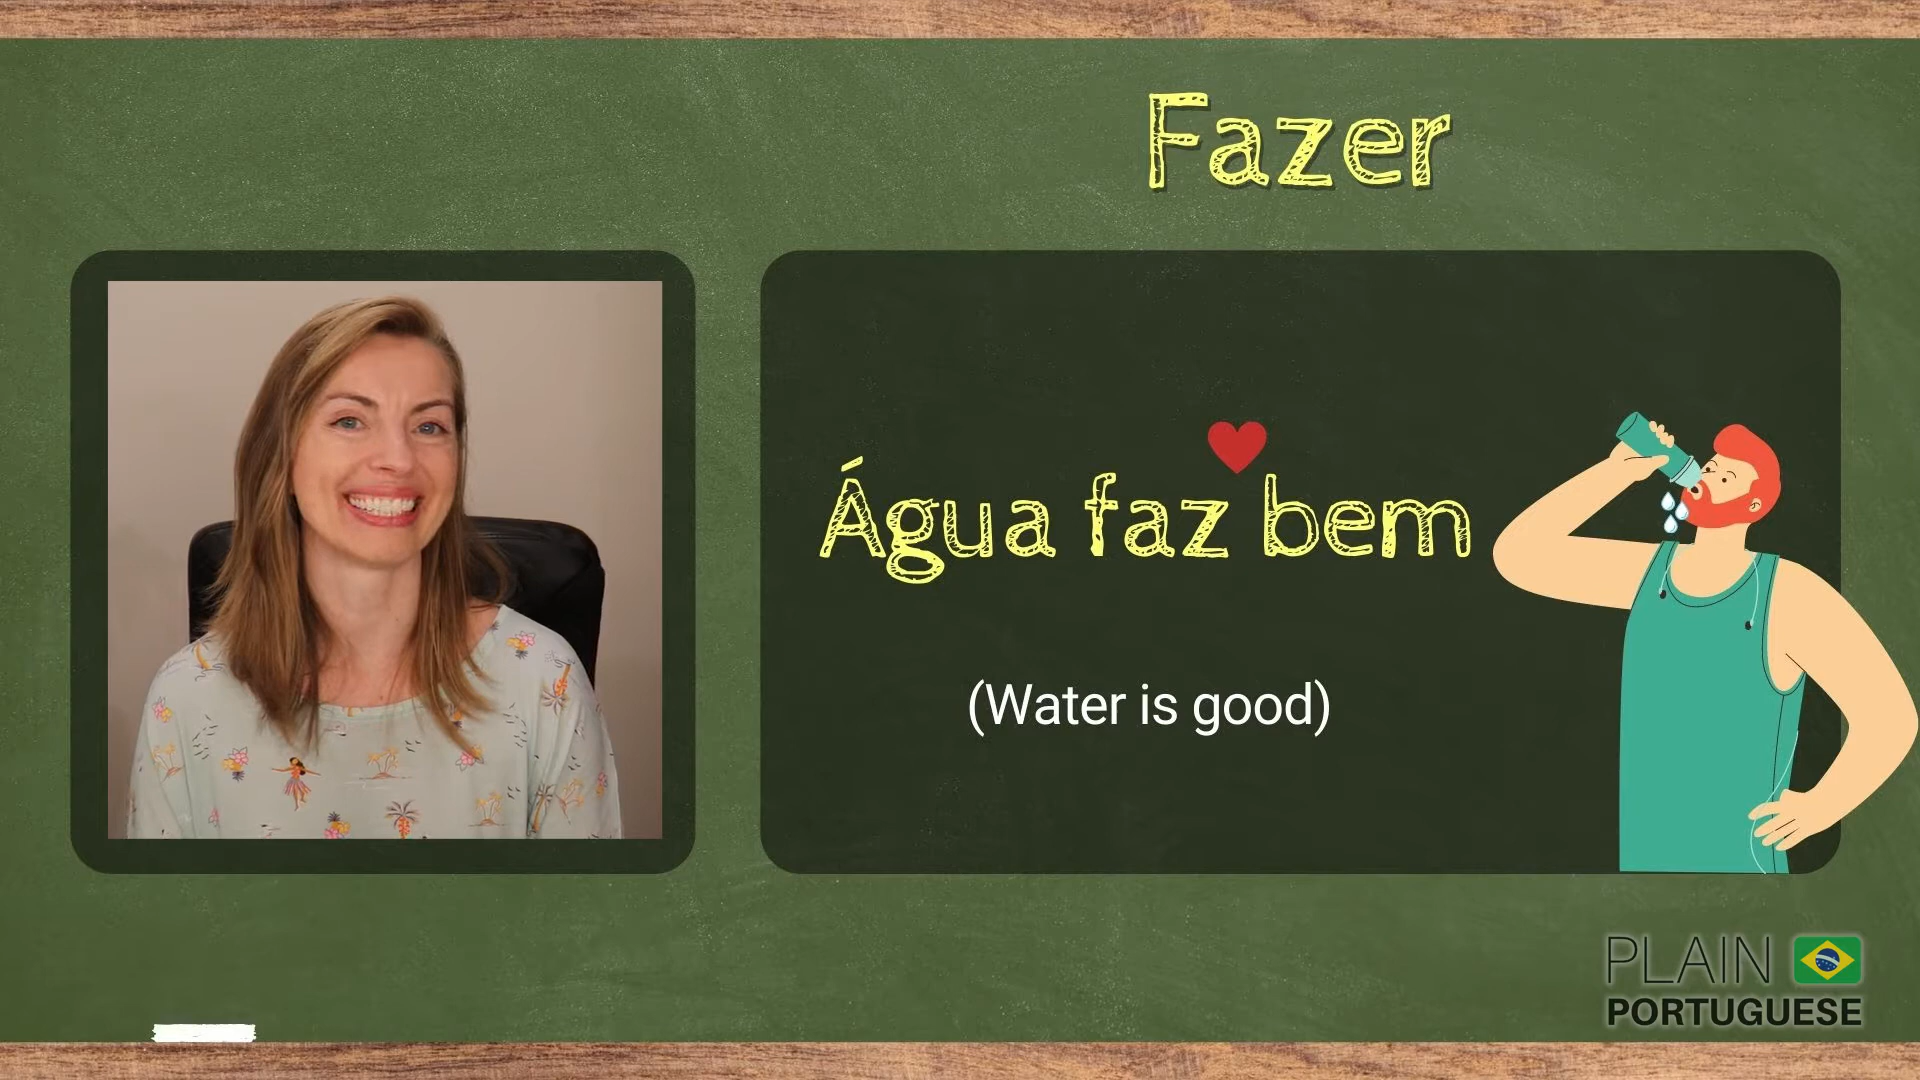 Fazer
Água faz bem
(Water is good)
PLAIN
PORTUGUESE